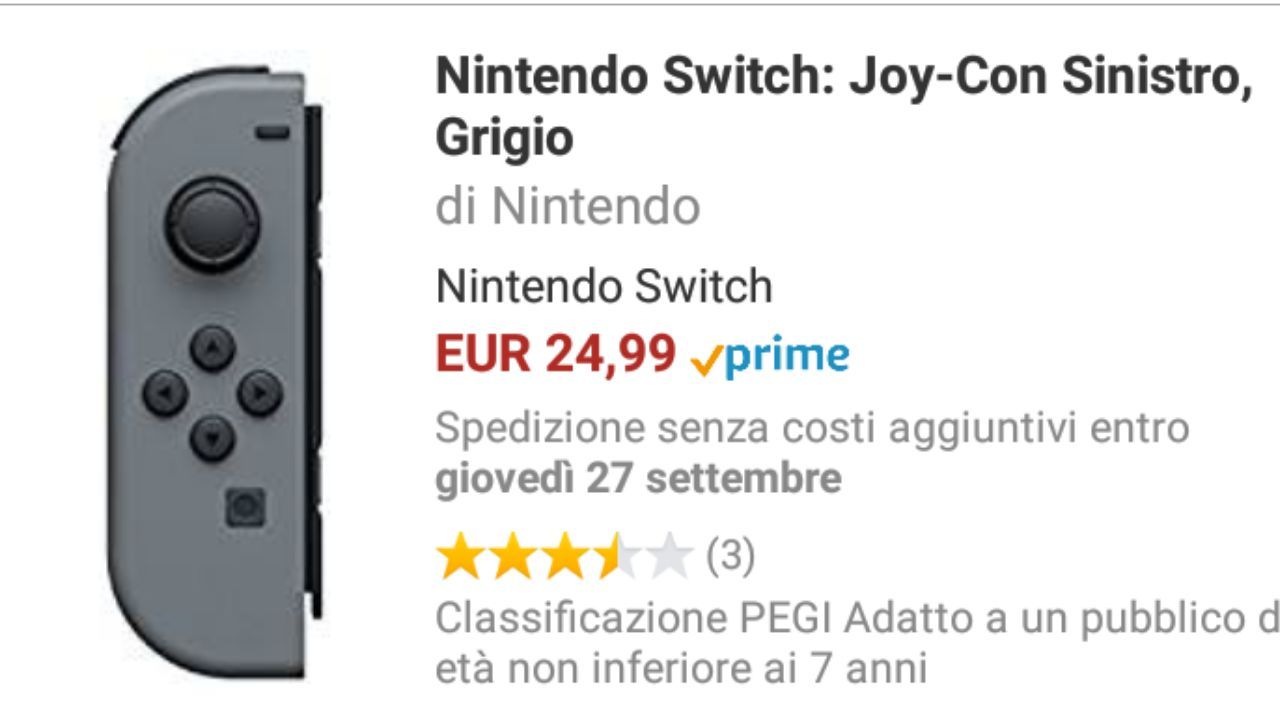 Nintendo Switch: Joy-Con Sinistro,
Grigio
di Nintendo
Nintendo Switch
EUR 24,99 prime
Spedizione senza costi aggiuntivi entro
giovedì 27 settembre
(3)
Classificazione PEGI Adatto a un pubblico d
età non inferiore ai 7 anni